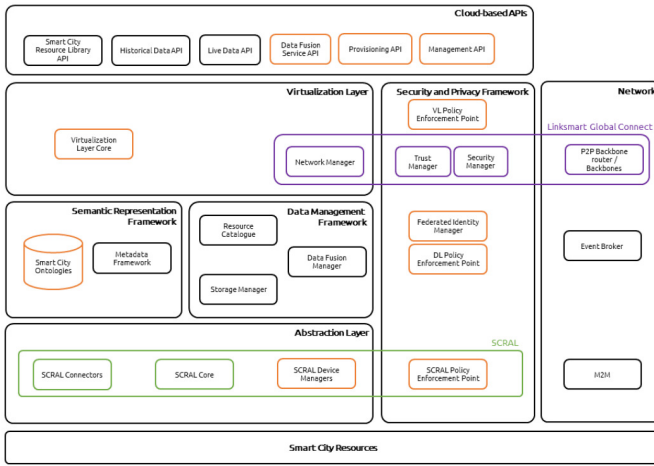 Cloud-based APIs
Smart City
Resource Library
API
Historical Data API
Live Data API
Data Fusion
Service API
Provisioning API
Management API
Virtualization Layer
Security and Privacy Framework
Network
VL Policy
Enforcement Point
Linksmart Global Connect
Virtualization
Layer Core
Network Manager
Trust
Manager
Security
Manager
P2P Backbone
router /
Backbones
Semantic Representation
Framework
Data Management
Framework
Smart City
Ontologies
Metadata
Framework
Resource
Catalogue
Data Fusion
Manager
Storage Manager
Federated Identity
Manager
DL Policy
Enforcement Point
Event Broker
Abstraction Layer
SCRAL
SCRAL Connectors
SCRAL Core
SCRAL Device
Managers
SCRAL Policy
Enforcement Point
M2M
Smart City Resources